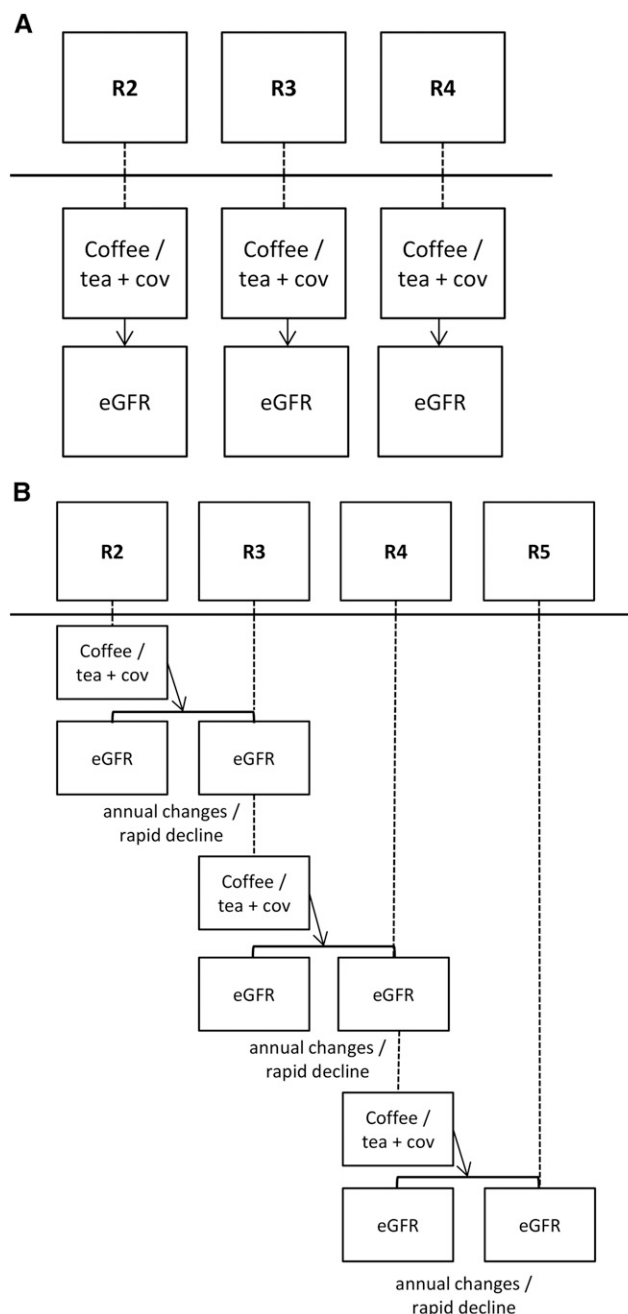 A
R2
R3
R4
Coffee /
tea + cov
Coffee /
tea + cov
Coffee /
tea + cov
eGFR
eGFR
eGFR
B
R2
R3
R4
R5
Coffee /
tea + cov
eGFR
eGFR
annual changes /
rapid decline
Coffee /
tea + cov
eGFR
eGFR
annual changes /
rapid decline
Coffee /
tea + cov
eGFR
eGFR
annual changes /
rapid decline